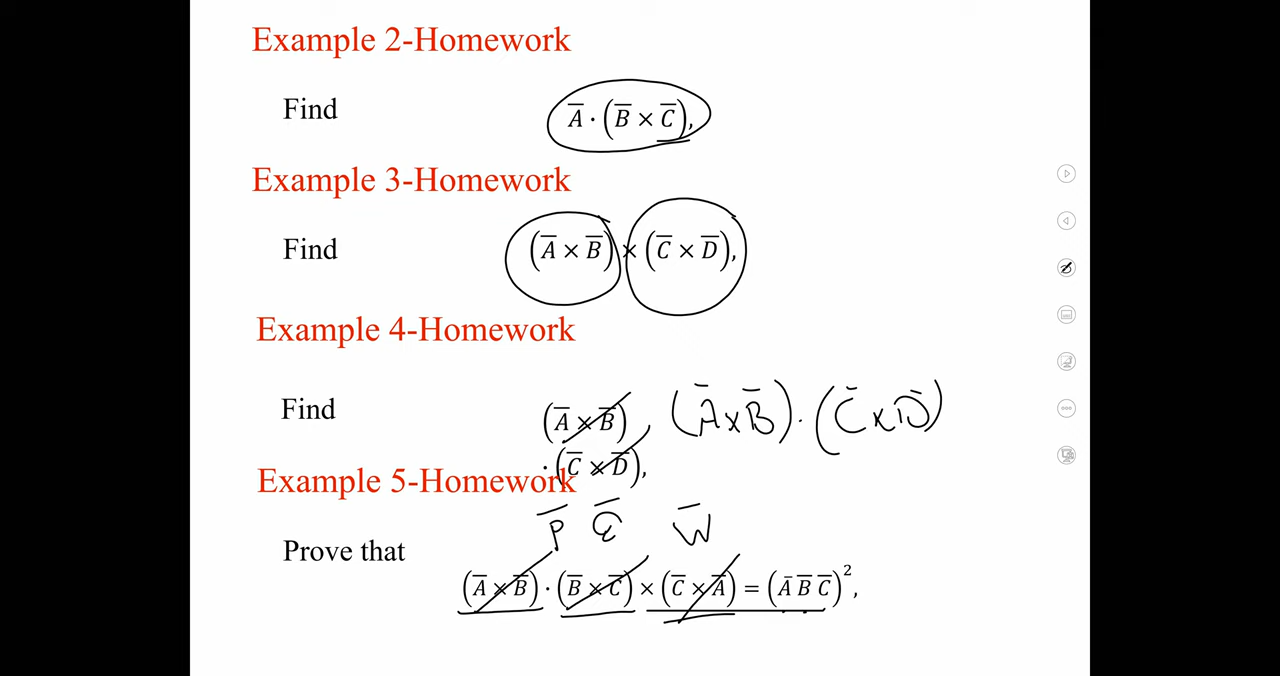 Example 2-Homework
Find A̅ · (B̅ × C̅),
Example 3-Homework
Find (A̅ × B̅) × (C̅ × D̅),
Example 4-Homework
Find (A̅ × B̅) (A̅×B̅)·(C̅×D̅)
· (C̅ × D̅),
Example 5-Homework
P̅ Q̅ W̅
Prove that
(A̅ × B̅) · (B̅ × C̅) × (C̅ × A̅) = (A̅ B̅ C̅)²,